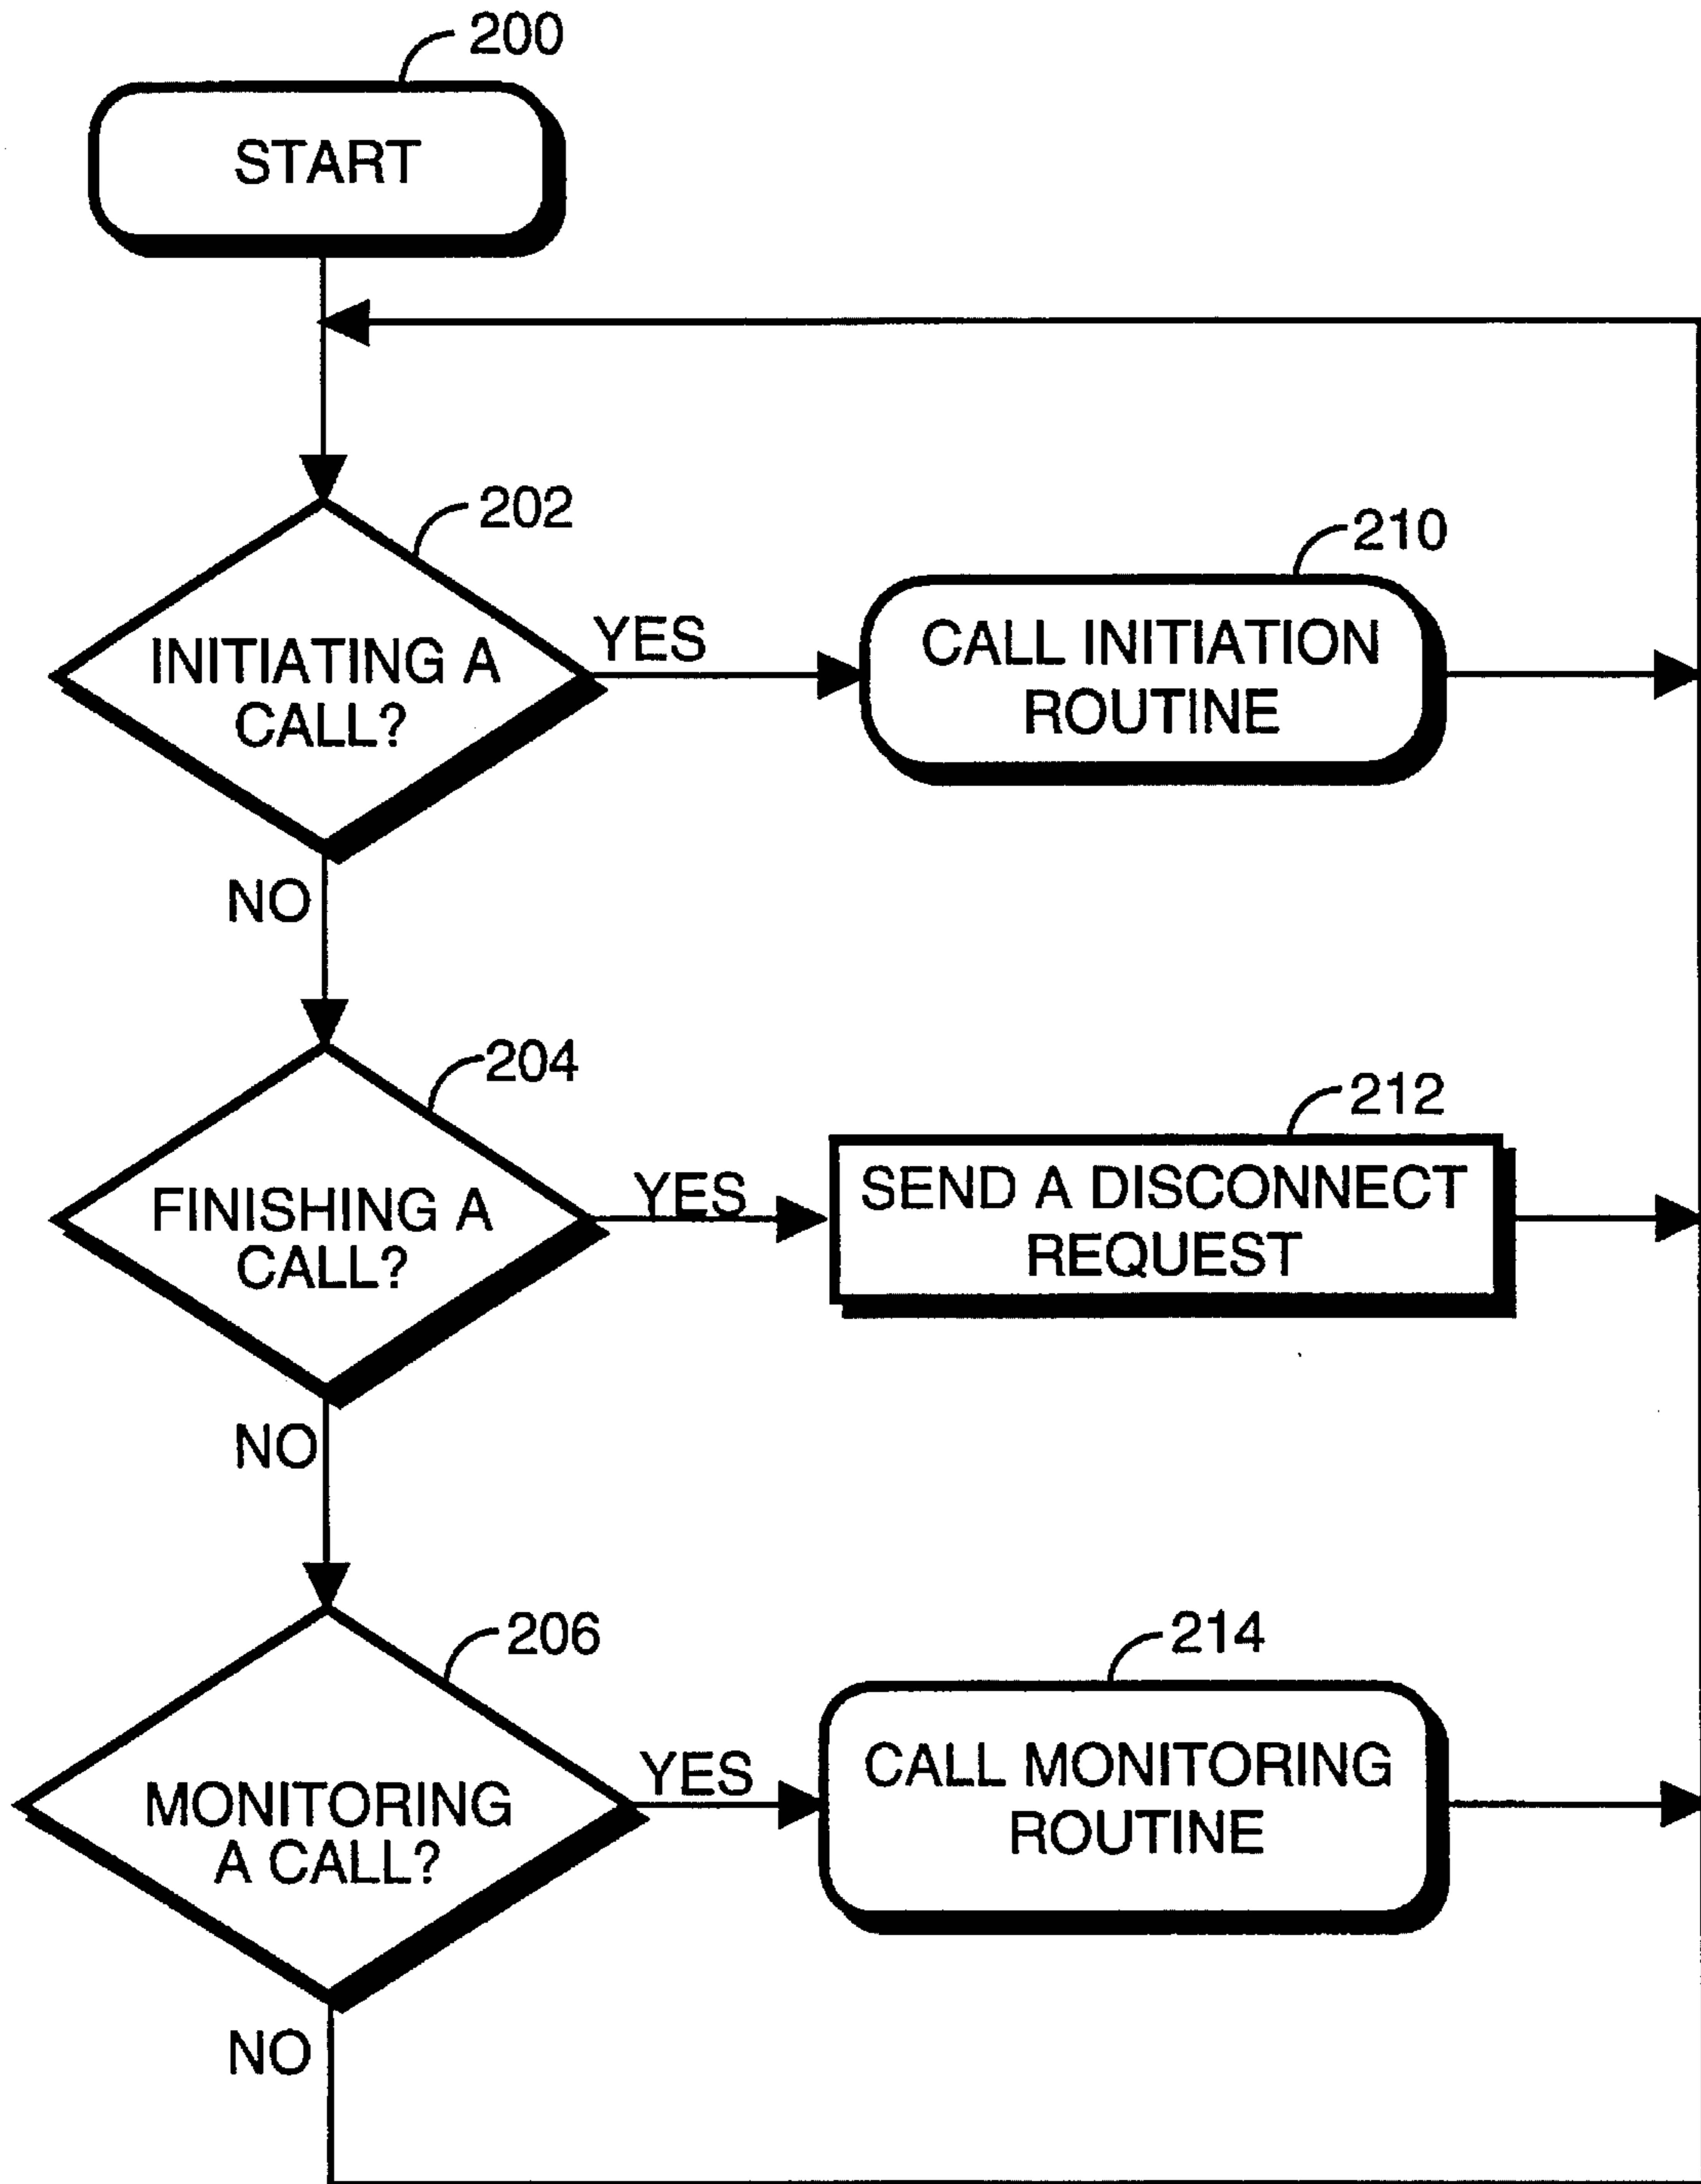 200
START
202
INITIATING A
CALL?
YES
210
CALL INITIATION
ROUTINE
NO
204
FINISHING A
CALL?
YES
212
SEND A DISCONNECT
REQUEST
NO
206
MONITORING
A CALL?
YES
214
CALL MONITORING
ROUTINE
NO